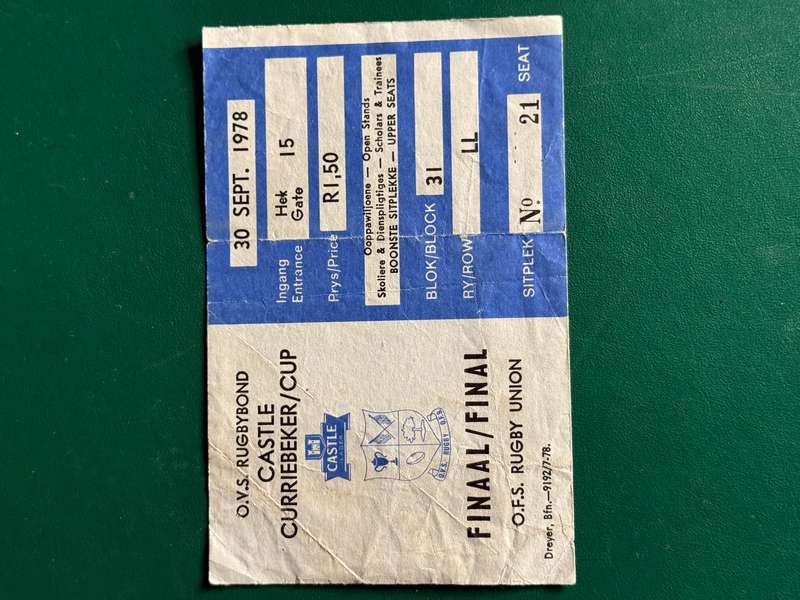 O.V.S. RUGBYBOND
CASTLE
CURRIEBEKER/CUP
CASTLE
LAGER
O.V.S. RUGBY O.F.S.
FINAAL/FINAL
O.F.S. RUGBY UNION
Dreyer, Bfn.—9192/7-78.
30 SEPT. 1978
Ingang
Entrance
Hek
Gate
15
Prys/Price
R1,50
Ooppawiljoene — Open Stands
Skoliere & Dienspligtiges — Scholars & Trainees
BOONSTE SITPLEKKE — UPPER SEATS
BLOK/BLOCK 31
RY/ROW LL
SITPLEK No 21 SEAT